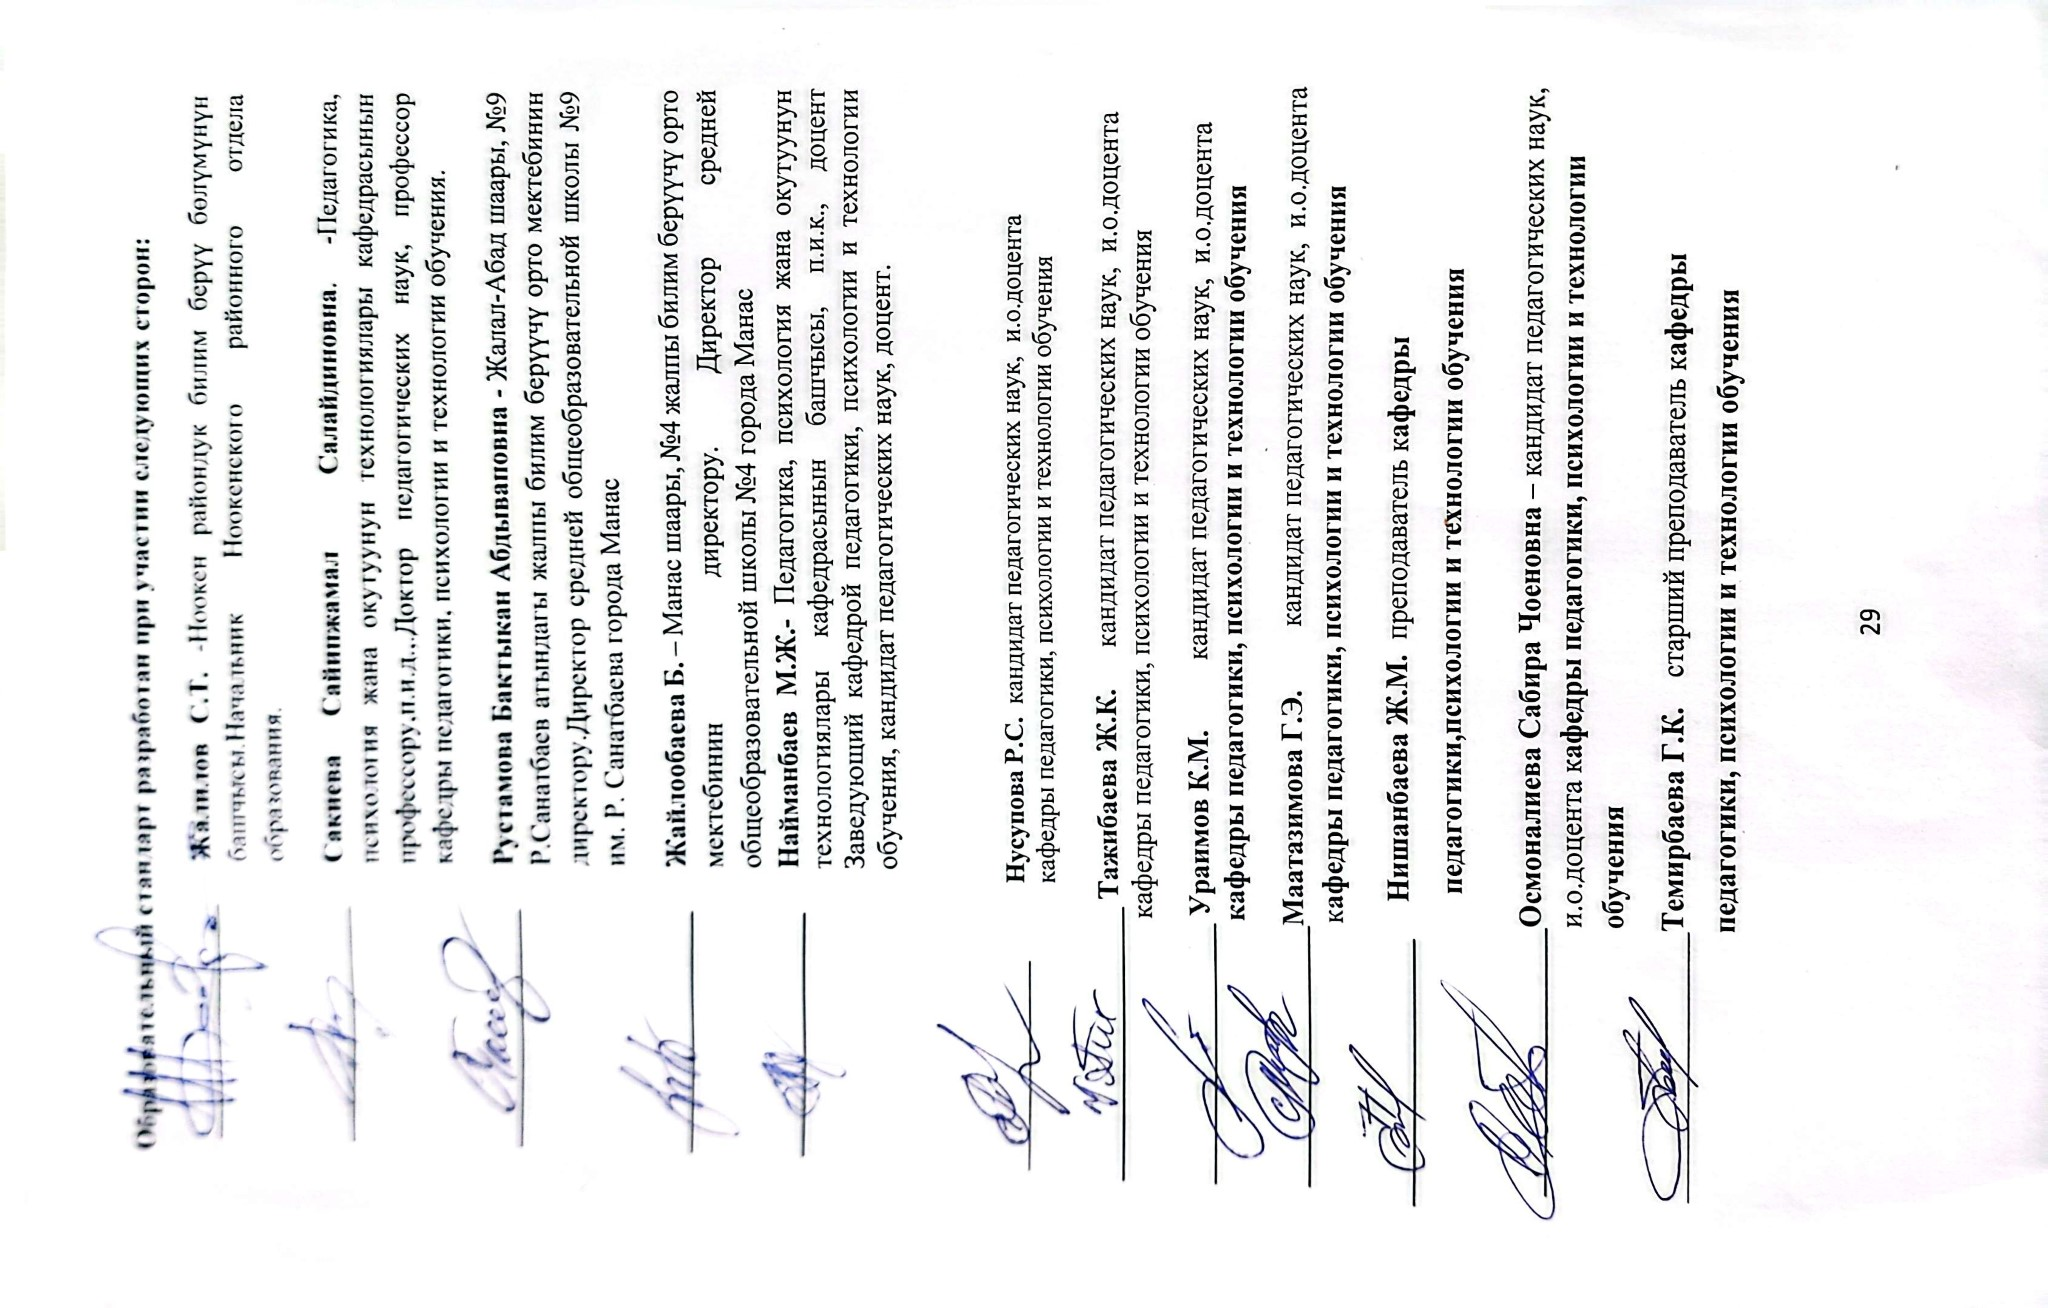 Образовательный стандарт разработан при участии следующих сторон:
Жалилов С.Т. -Ноокен райондук билим берүү бөлүмүнүн
башчысы.Начальник Ноокенского районного отдела
образования.
Сакиева Сайипжамал Салайдиновна. -Педагогика,
психология жана окутуунун технологиялары кафедрасынын
профессору,п.и.д.,Доктор педагогических наук, профессор
кафедры педагогики, психологии и технологии обучения.
Рустамова Бактыкан Абдываповна - Жалал-Абад шаары, №9
Р.Санатбаев атындагы жалпы билим берүүчү орто мектебинин
директору.Директор средней общеобразовательной школы №9
им. Р. Санатбаева города Манас
Жайлообаева Б. – Манас шаары, №4 жалпы билим берүүчү орто
мектебинин директору. Директор средней
общеобразовательной школы №4 города Манас
Найманбаев М.Ж.- Педагогика, психология жана окутуунун
технологиялары кафедрасынын башчысы, п.и.к., доцент
Заведующий кафедрой педагогики, психологии и технологии
обучения, кандидат педагогических наук, доцент.
Нусупова Р.С. кандидат педагогических наук, и.о.доцента
кафедры педагогики, психологии и технологии обучения
Тажибаева Ж.К. кандидат педагогических наук, и.о.доцента
кафедры педагогики, психологии и технологии обучения
Ураимов К.М. кандидат педагогических наук, и.о.доцента
кафедры педагогики, психологии и технологии обучения
Маатазимова Г.Э. кандидат педагогических наук, и.о.доцента
кафедры педагогики, психологии и технологии обучения
Нишанбаева Ж.М. преподаватель кафедры
педагогики,психологии и технологии обучения
Осмоналиева Сабира Чоеновна – кандидат педагогических наук,
и.о.доцента кафедры педагогики, психологии и технологии
обучения
Темирбаева Г.К. старший преподаватель кафедры
педагогики, психологии и технологии обучения
29